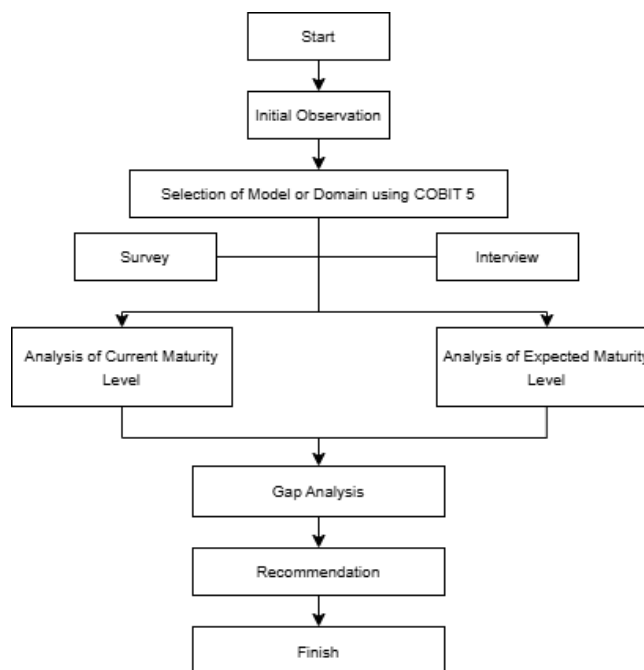 Start
Initial Observation
Selection of Model or Domain using COBIT 5
Survey
Interview
Analysis of Current Maturity
Level
Analysis of Expected Maturity
Level
Gap Analysis
Recommendation
Finish